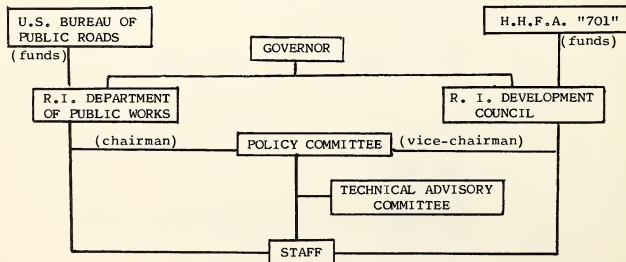 U.S. BUREAU OF
PUBLIC ROADS
(funds)
H.H.F.A. "701"
(funds)
GOVERNOR
R.I. DEPARTMENT
OF PUBLIC WORKS
R. I. DEVELOPMENT
COUNCIL
(chairman)
POLICY COMMITTEE
(vice-chairman)
TECHNICAL ADVISORY
COMMITTEE
STAFF